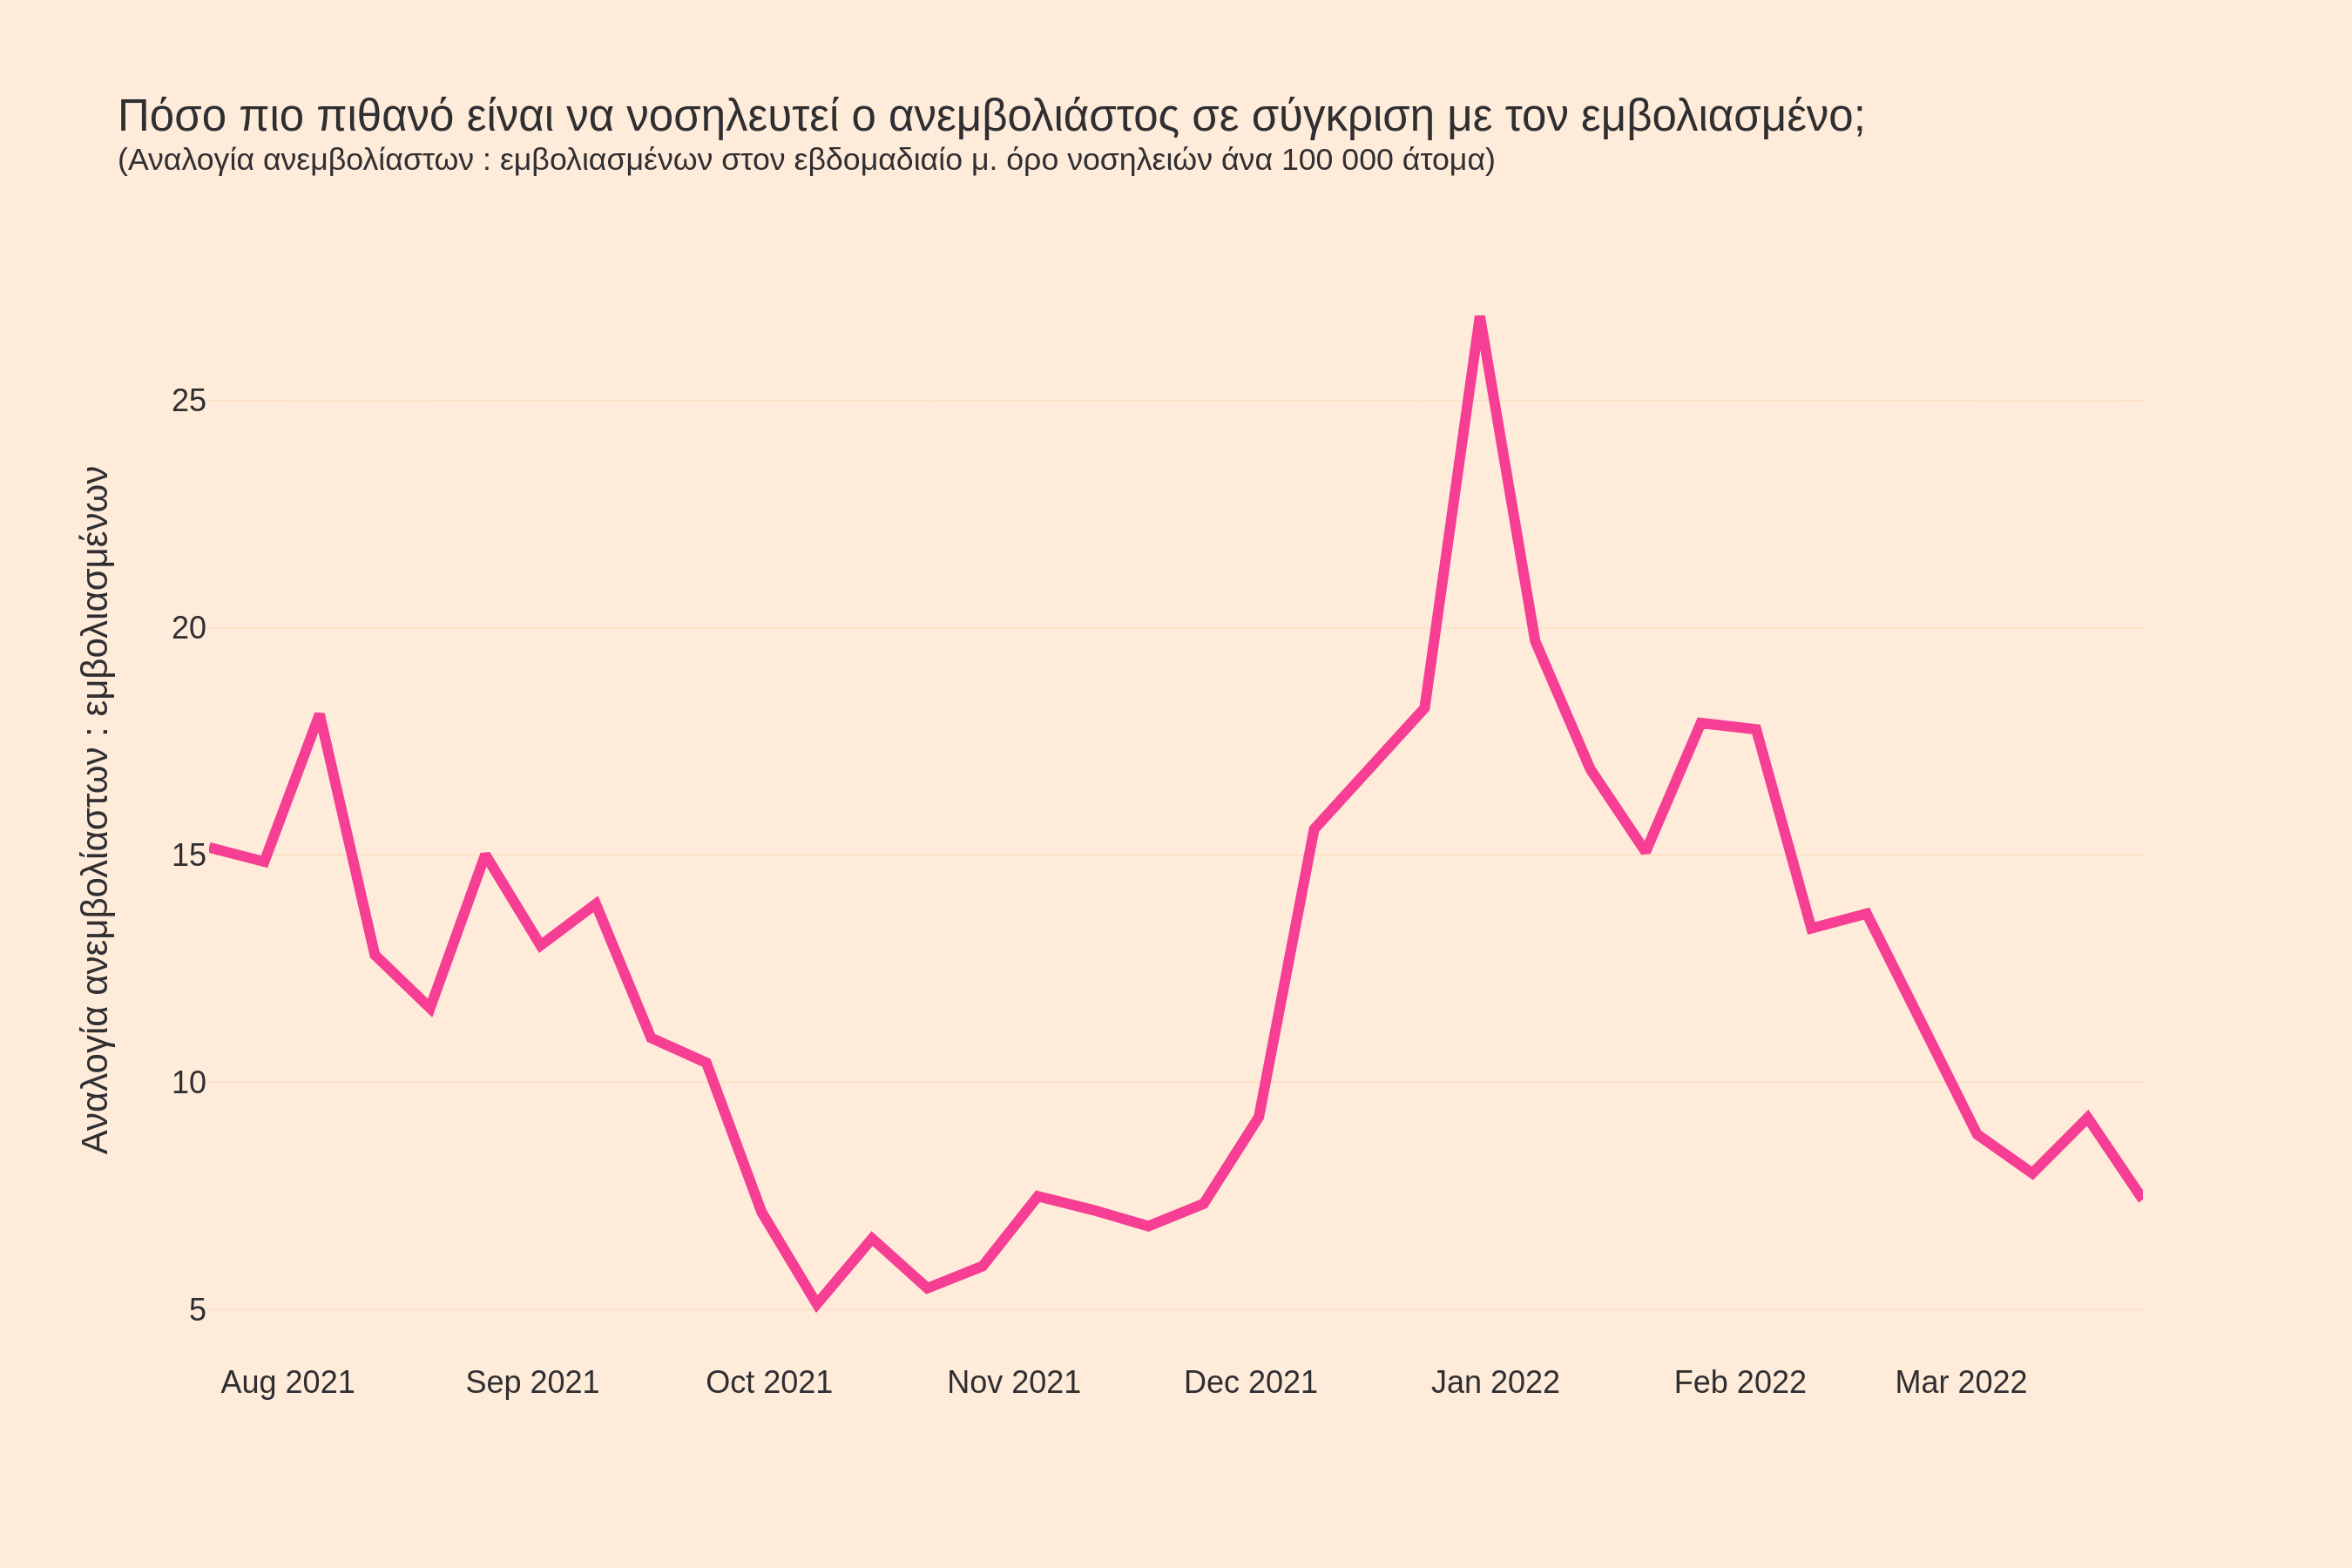 Πόσο πιο πιθανό είναι να νοσηλευτεί ο ανεμβολιάστος σε σύγκριση με τον εμβολιασμένο;
(Αναλογία ανεμβολίαστων : εμβολιασμένων στον εβδομαδιαίο μ. όρο νοσηλειών άνα 100 000 άτομα)
Αναλογία ανεμβολίαστων : εμβολιασμένων
25
20
15
10
5
Aug 2021 Sep 2021 Oct 2021 Nov 2021 Dec 2021 Jan 2022 Feb 2022 Mar 2022